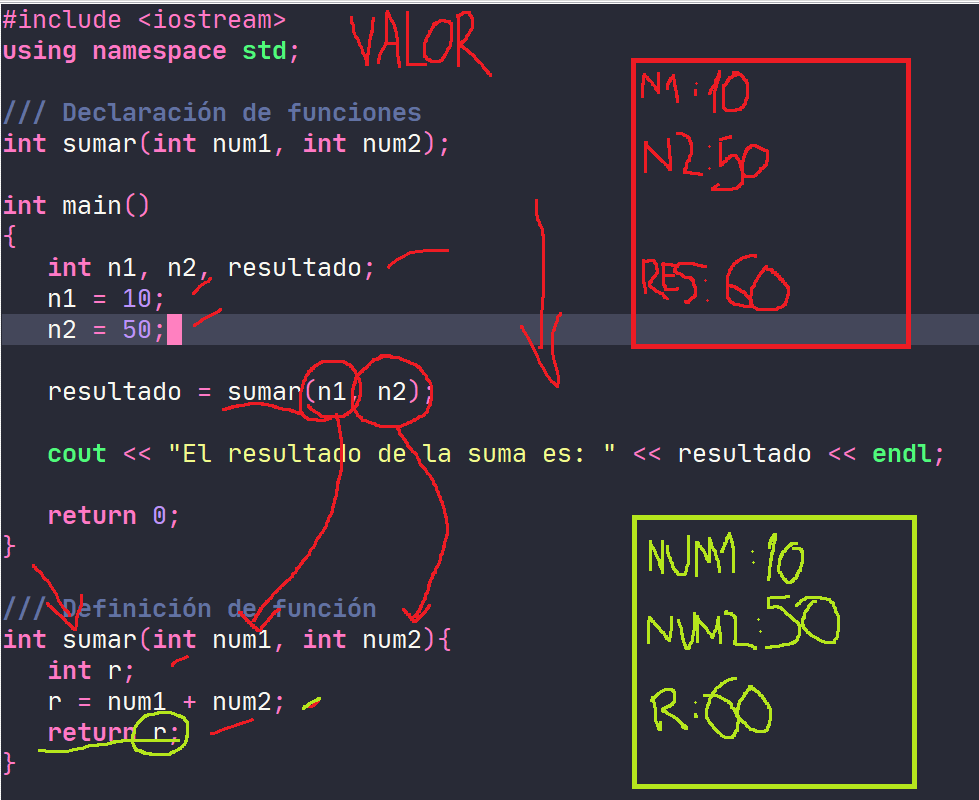 #include <iostream>
using namespace std;
VALOR
/// Declaración de funciones
int sumar(int num1, int num2);
int main()
{
int n1, n2, resultado;
n1 = 10;
n2 = 50;
resultado = sumar(n1, n2);
cout << "El resultado de la suma es: " << resultado << endl;
return 0;
}
/// Definición de función
int sumar(int num1, int num2){
int r;
r = num1 + num2;
return r;
}
N1:10
N2:50
RES:60
NUM1:10
NUM2:50
R:60